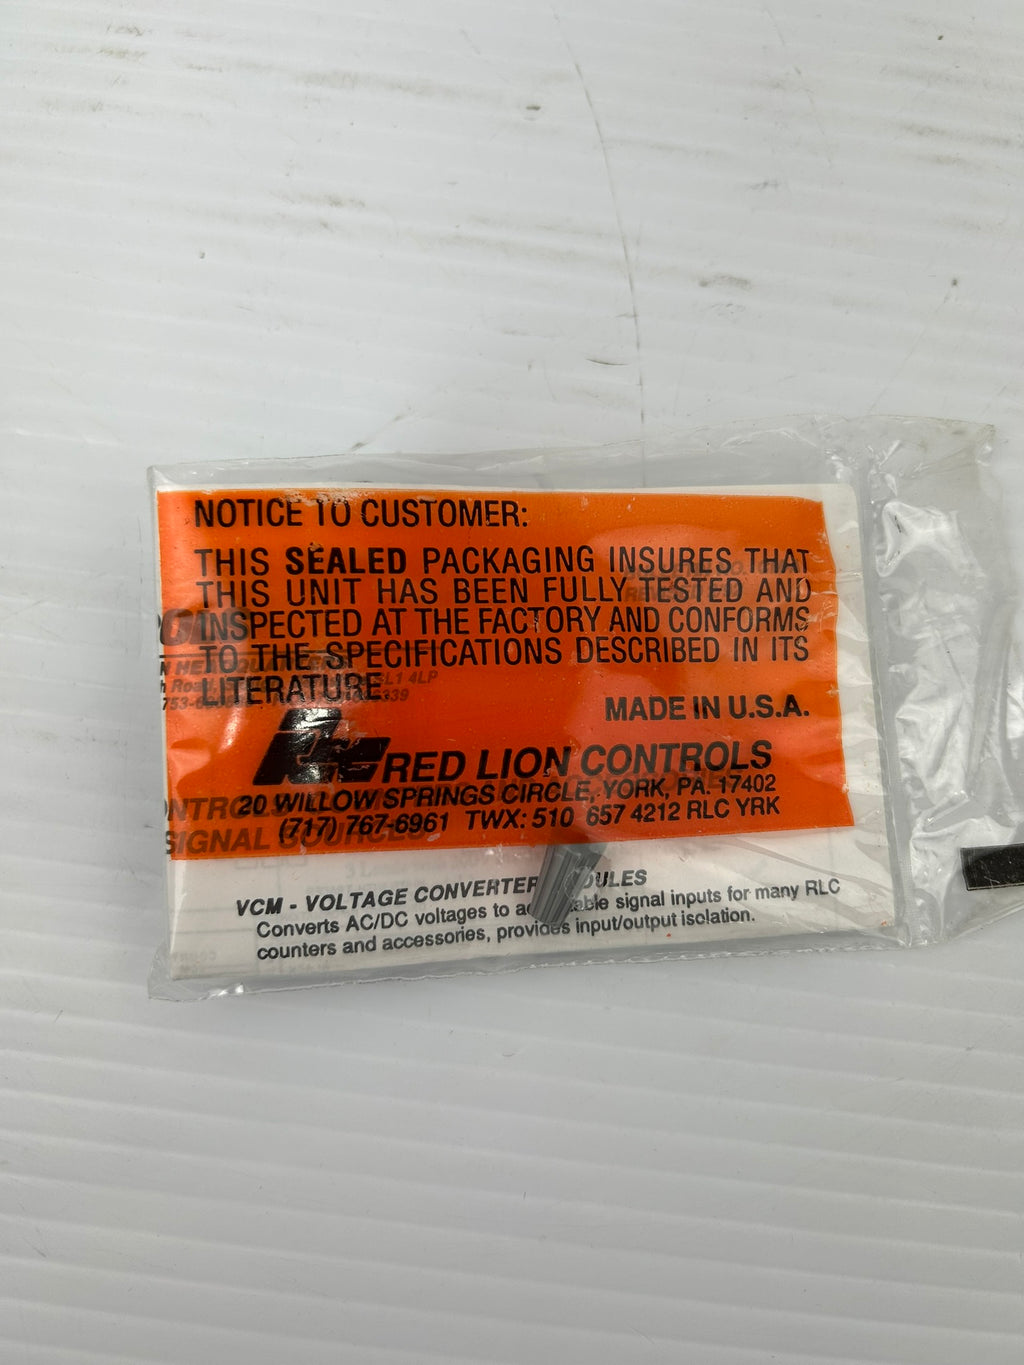 NOTICE TO CUSTOMER:
THIS SEALED PACKAGING INSURES THAT
THIS UNIT HAS BEEN FULLY TESTED AND
INSPECTED AT THE FACTORY AND CONFORMS
TO THE SPECIFICATIONS DESCRIBED IN ITS
LITERATURE.
4LP
MADE IN U.S.A.
RED LION CONTROLS
20 WILLOW SPRINGS CIRCLE, YORK, PA. 17402
(717) 767-6961 TWX: 510 657 4212 RLC YRK
SIGNAL
VCM - VOLTAGE CONVERTER
Converts AC/DC voltages to signal inputs for many RLC
counters and accessories, provides input/output isolation.